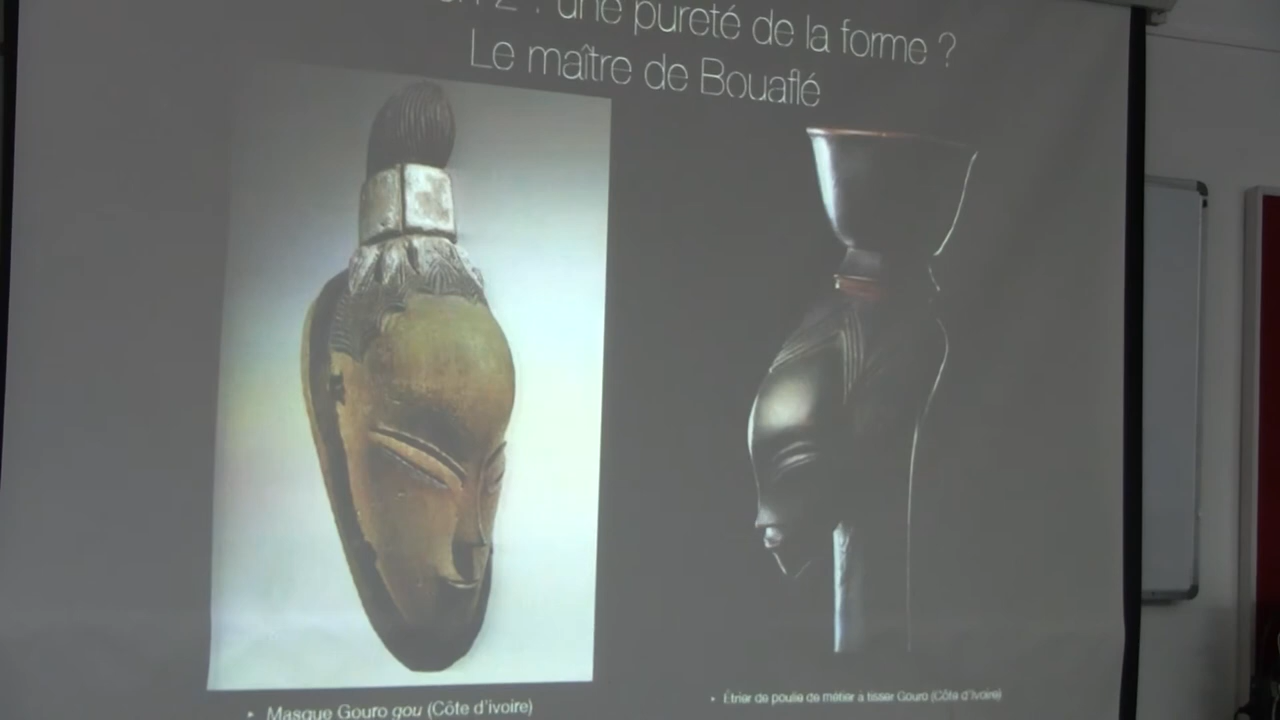 2 : une pureté de la forme ?
Le maître de Bouaflé
Masque Gouro gou (Côte d'ivoire)
Étrier de poulie de métier à tisser Gouro (Côte d'Ivoire)